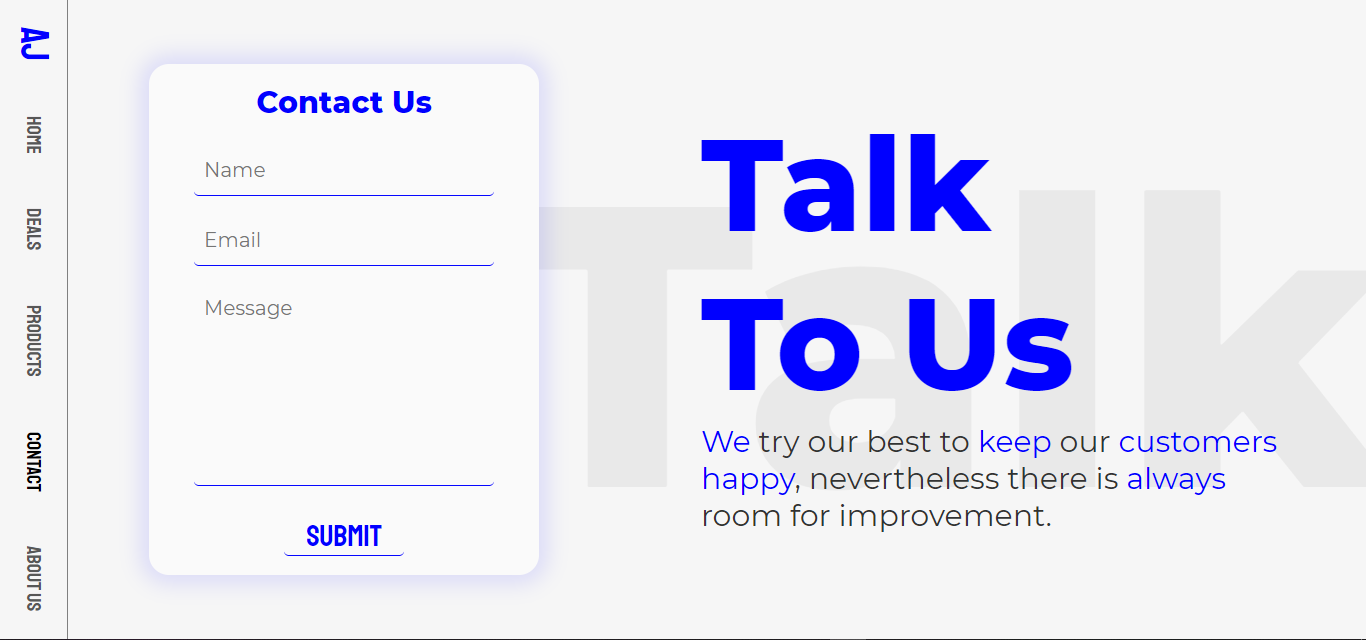 AJ
HOME
DEALS
PRODUCTS
CONTACT
ABOUT US
Contact Us
Name
Email
Message
SUBMIT
Talk
Talk
To Us
We try our best to keep our customers
happy, nevertheless there is always
room for improvement.